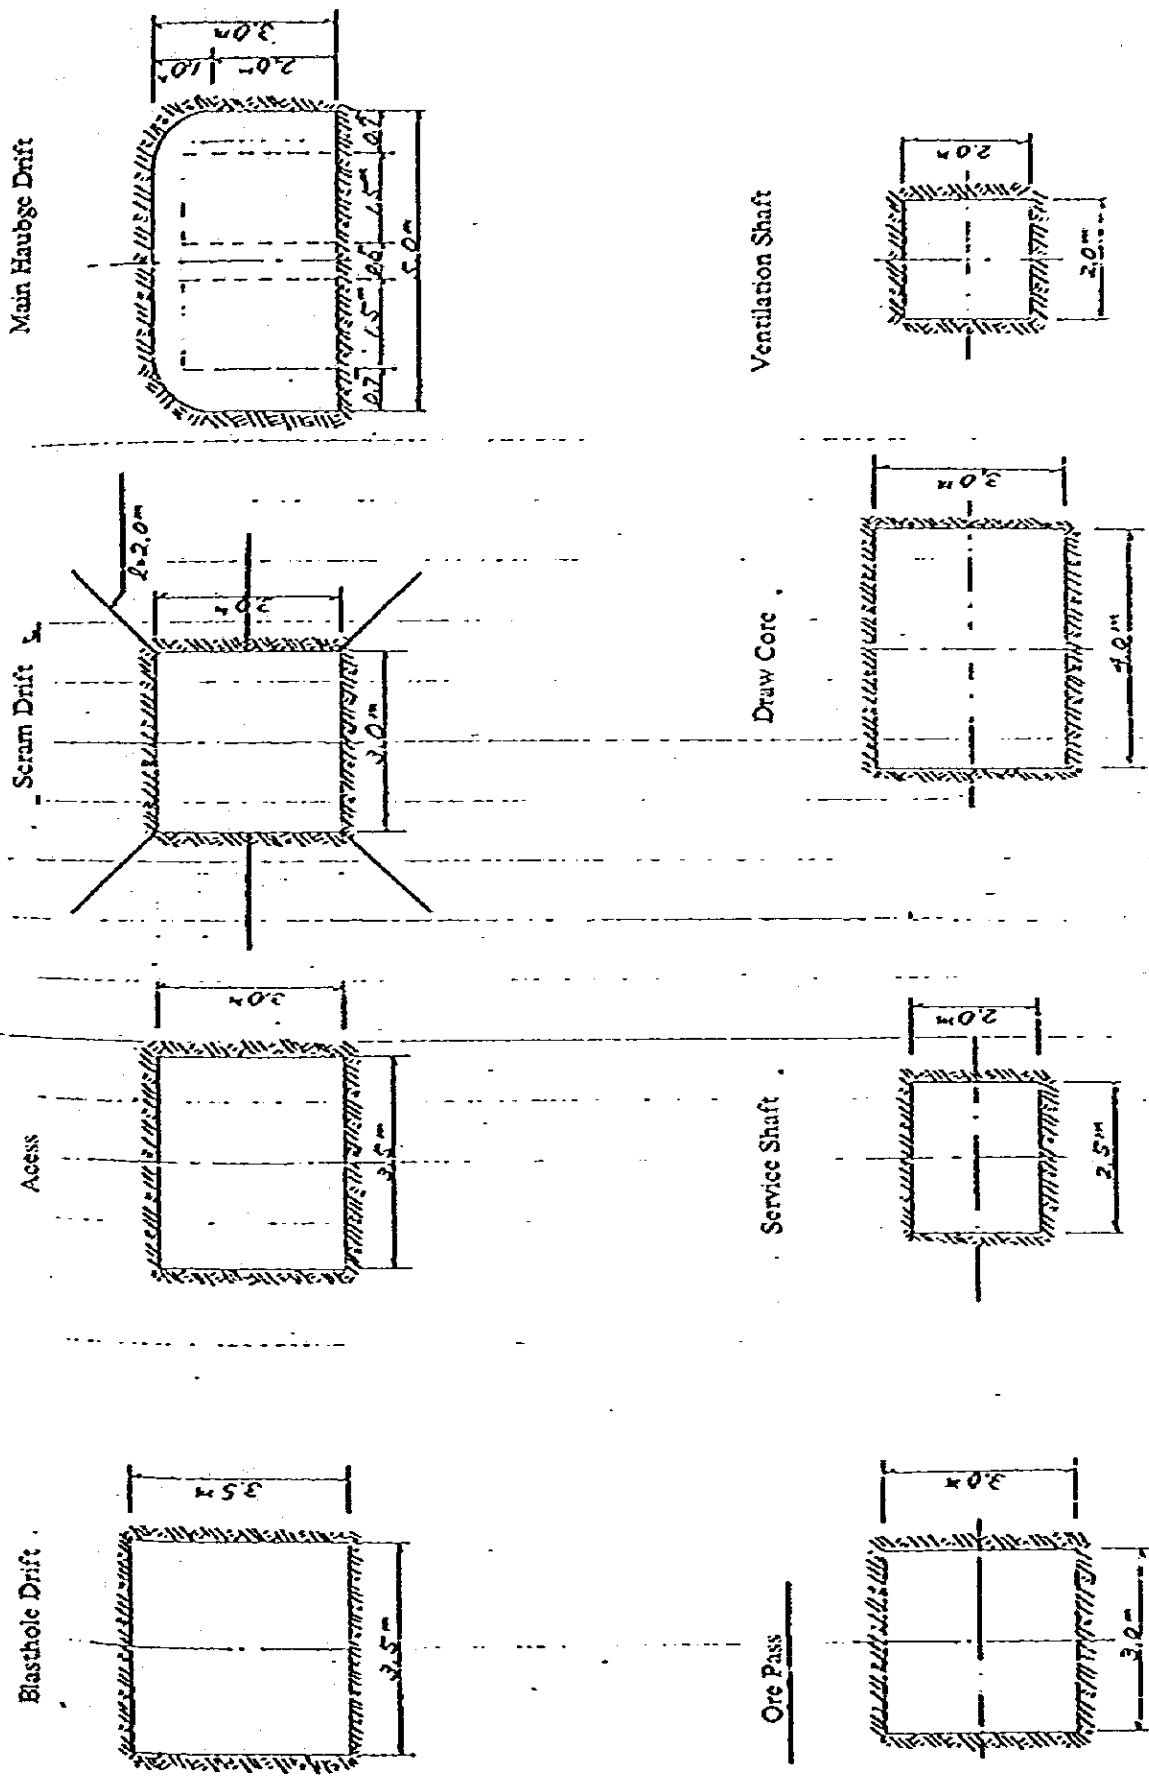 Blasthole Drift
3.5m
3.5m
Acess
3.0m
3.5m
Scram Drift
l=2.0m
3.0m
3.0m
Main Haubge Drift
1.0m
2.0m
3.0m
0.7
1.5m
0.6
1.5m
0.7
5.0m
Ore Pass
3.0m
3.0m
Service Shaft
2.0m
2.5m
Draw Core
3.0m
4.0m
Ventilation Shaft
2.0m
2.0m